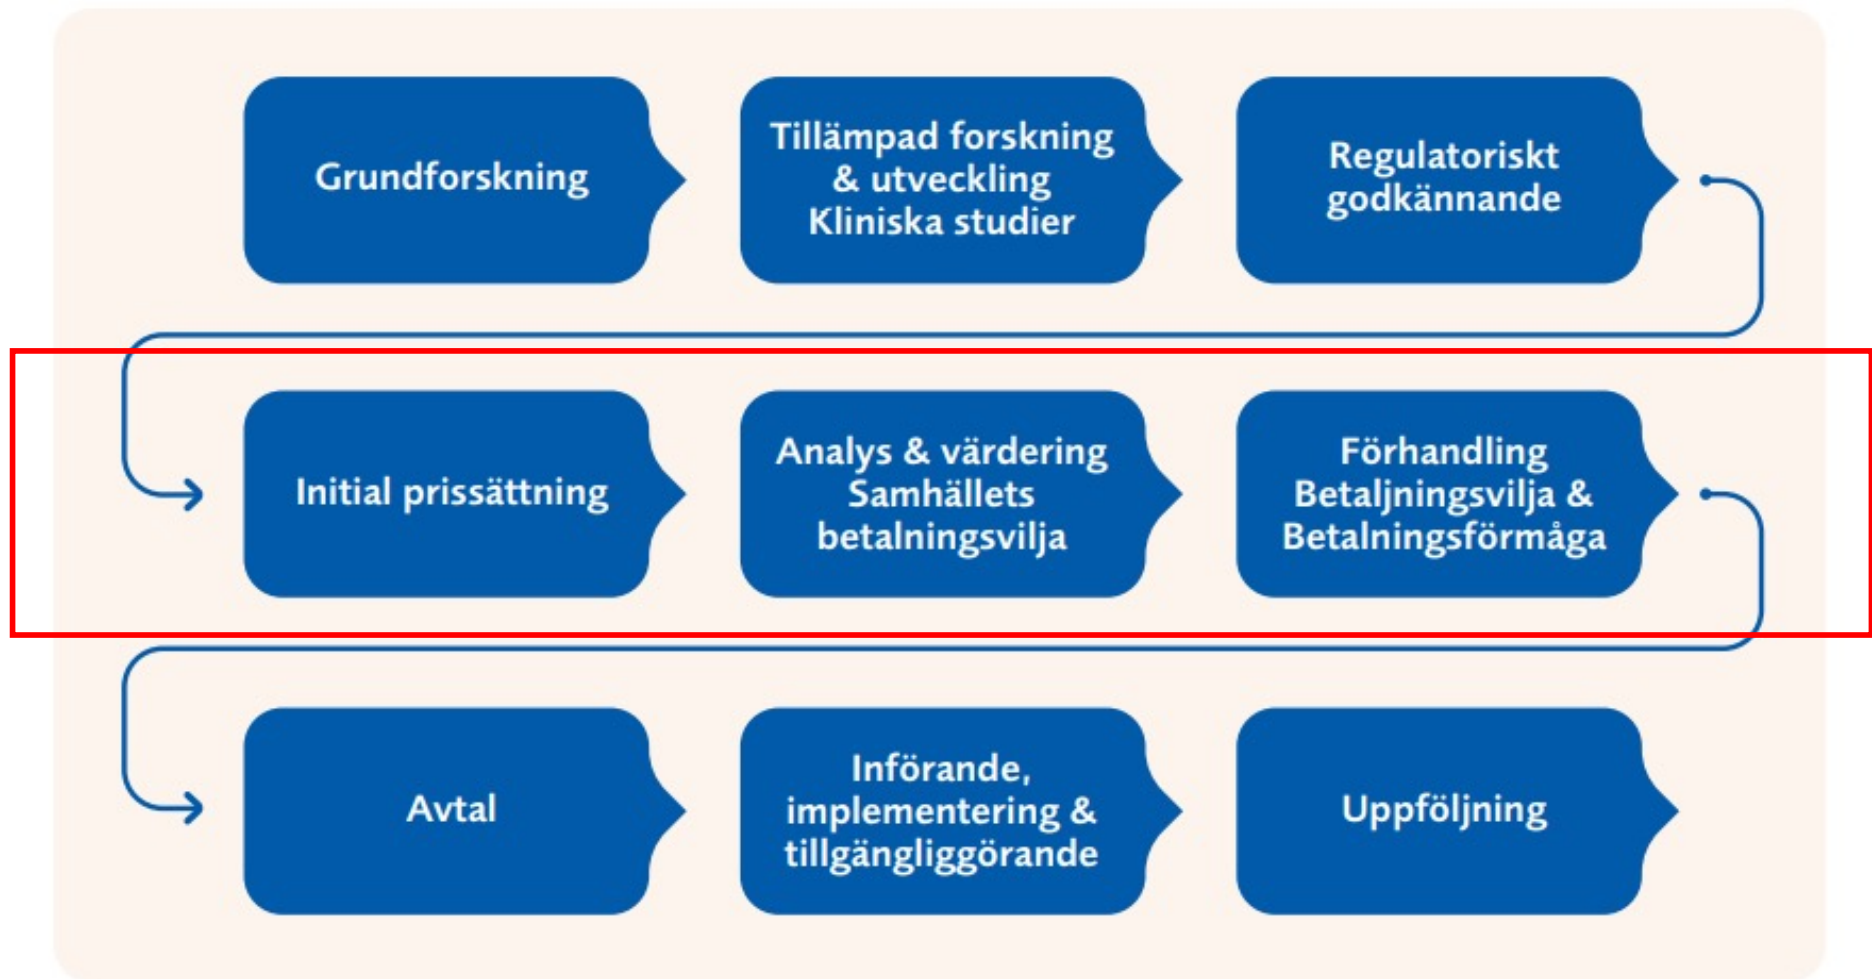 Grundforskning
Tillämpad forskning
& utveckling
Kliniska studier
Regulatoriskt
godkännande
Initial prissättning
Analys & värdering
Samhällets
betalningsvilja
Förhandling
Betaljningsvilja &
Betalningsförmåga
Avtal
Införande,
implementering &
tillgängliggörande
Uppföljning